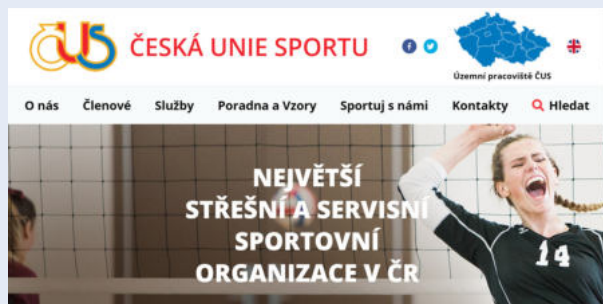 ČUS ČESKÁ UNIE SPORTU
Územní pracoviště ČUS
O nás Členové Služby Poradna a Vzory Sportuj s námi Kontakty Hledat
NEJVĚTŠÍ
STŘEŠNÍ A SERVISNÍ
SPORTOVNÍ
ORGANIZACE V ČR
14